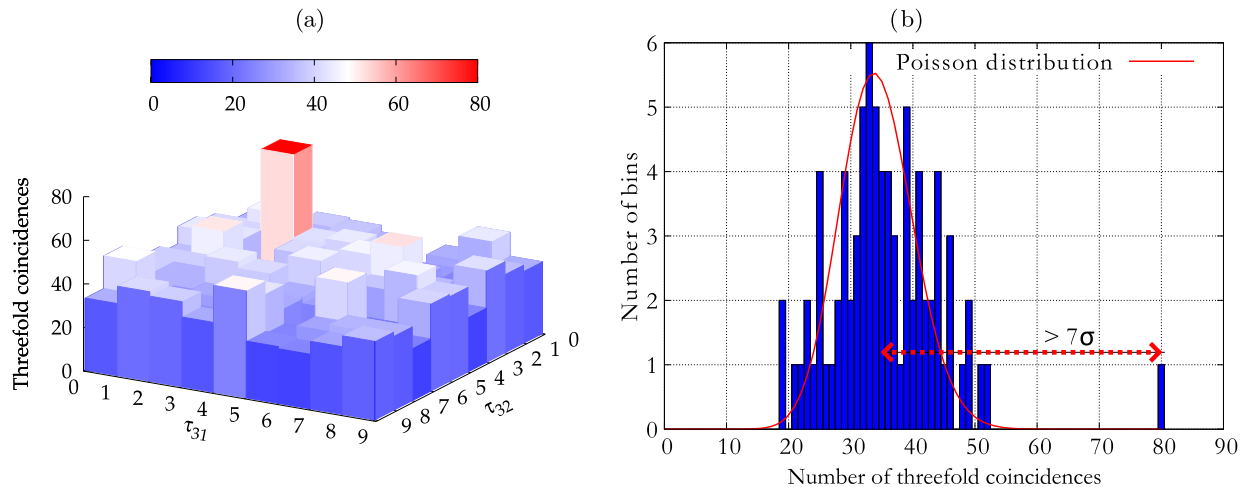 (a)
0 20 40 60 80
Threefold coincidences
80
60
40
20
0
0 1 2 3 4 5 6 7 8 9
τ31
9 8 7 6 5 4 3 2 1 0
τ32
(b)
Poisson distribution
> 7σ
Number of bins
6
5
4
3
2
1
0
0 10 20 30 40 50 60 70 80 90
Number of threefold coincidences